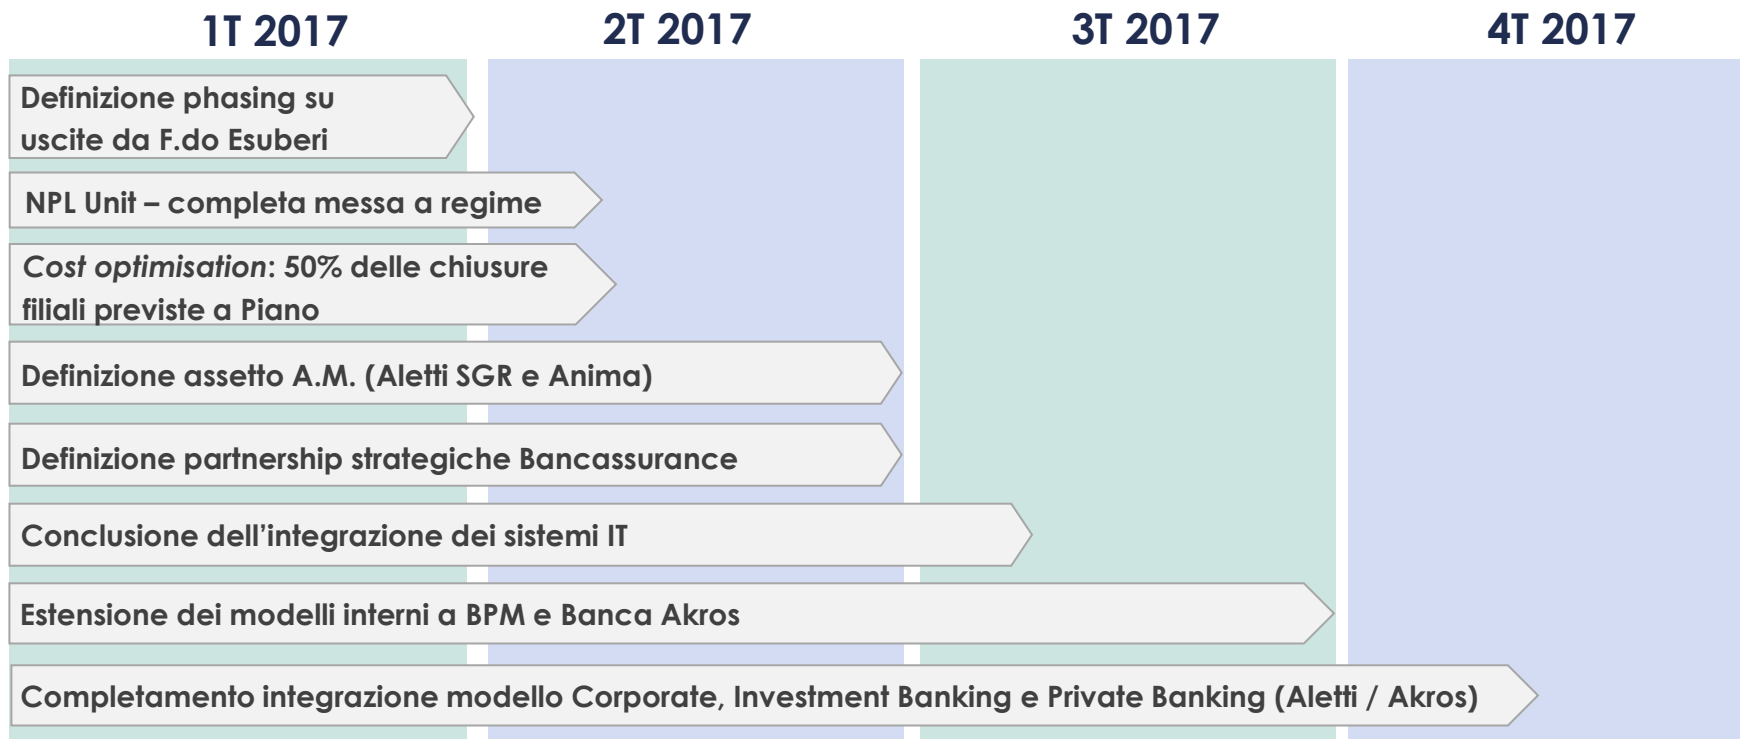 1T 2017
2T 2017
3T 2017
4T 2017
Definizione phasing su
uscite da F.do Esuberi
NPL Unit – completa messa a regime
Cost optimisation: 50% delle chiusure
filiali previste a Piano
Definizione assetto A.M. (Aletti SGR e Anima)
Definizione partnership strategiche Bancassurance
Conclusione dell’integrazione dei sistemi IT
Estensione dei modelli interni a BPM e Banca Akros
Completamento integrazione modello Corporate, Investment Banking e Private Banking (Aletti / Akros)